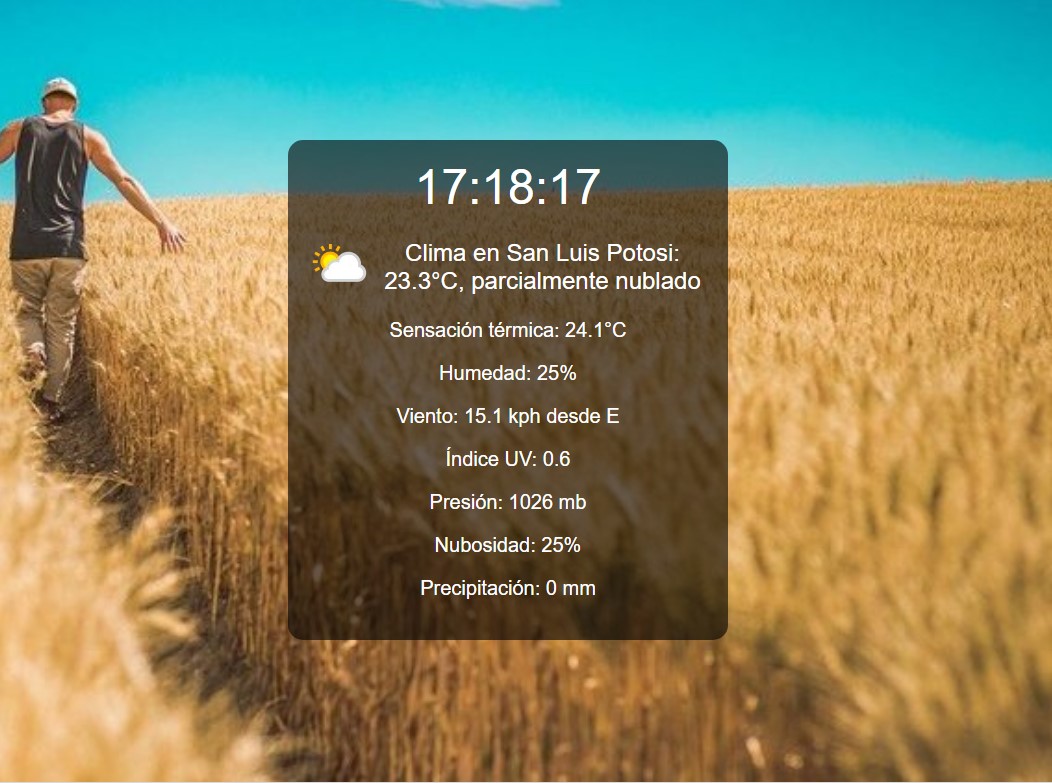 17:18:17
Clima en San Luis Potosi:
23.3°C, parcialmente nublado
Sensación térmica: 24.1°C
Humedad: 25%
Viento: 15.1 kph desde E
Índice UV: 0.6
Presión: 1026 mb
Nubosidad: 25%
Precipitación: 0 mm